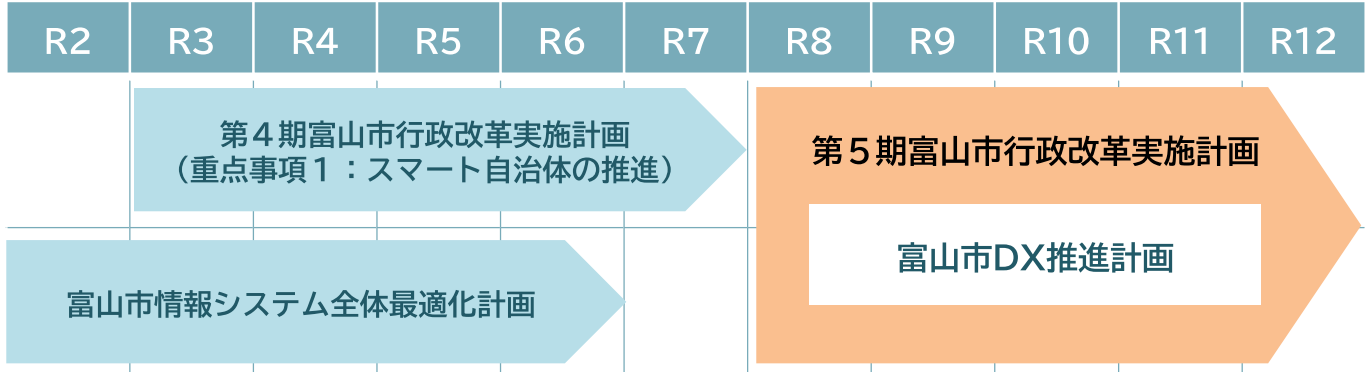 R2 R3 R4 R5 R6 R7 R8 R9 R10 R11 R12
第４期富山市行政改革実施計画
（重点事項１：スマート自治体の推進）
第５期富山市行政改革実施計画
富山市DX推進計画
富山市情報システム全体最適化計画